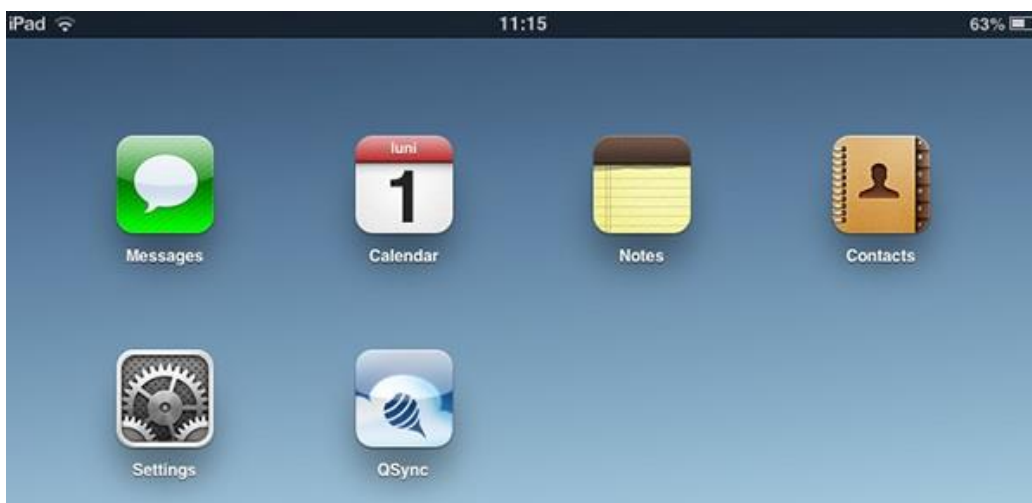 iPad 11:15 63%
luni
1
Messages Calendar Notes Contacts
Settings QSync